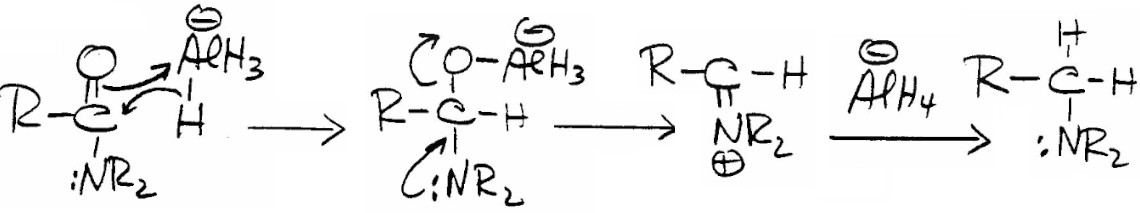 O ⊖AlH3
R–C H
:NR2
O–⊖AlH3
R–C–H
:NR2
R–C–H
NR2
⊕
⊖
AlH4
H
R–C–H
:NR2